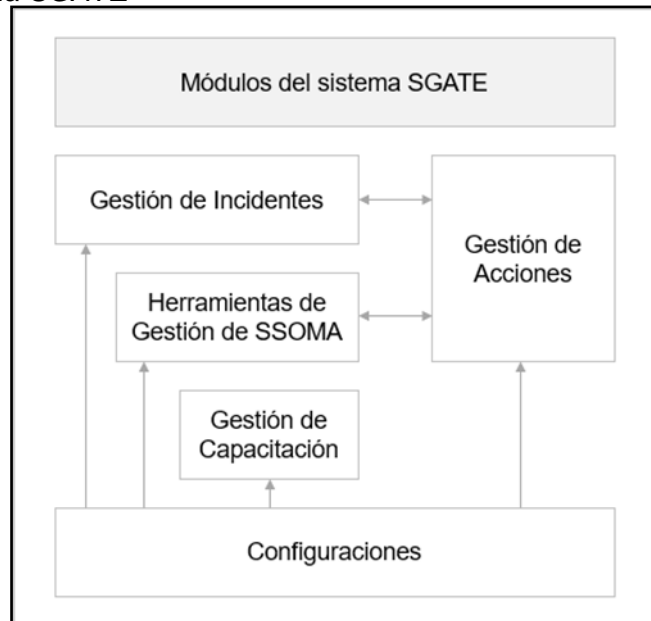 Módulos del sistema SGATE
Gestión de Incidentes
Gestión de
Acciones
Herramientas de
Gestión de SSOMA
Gestión de
Capacitación
Configuraciones